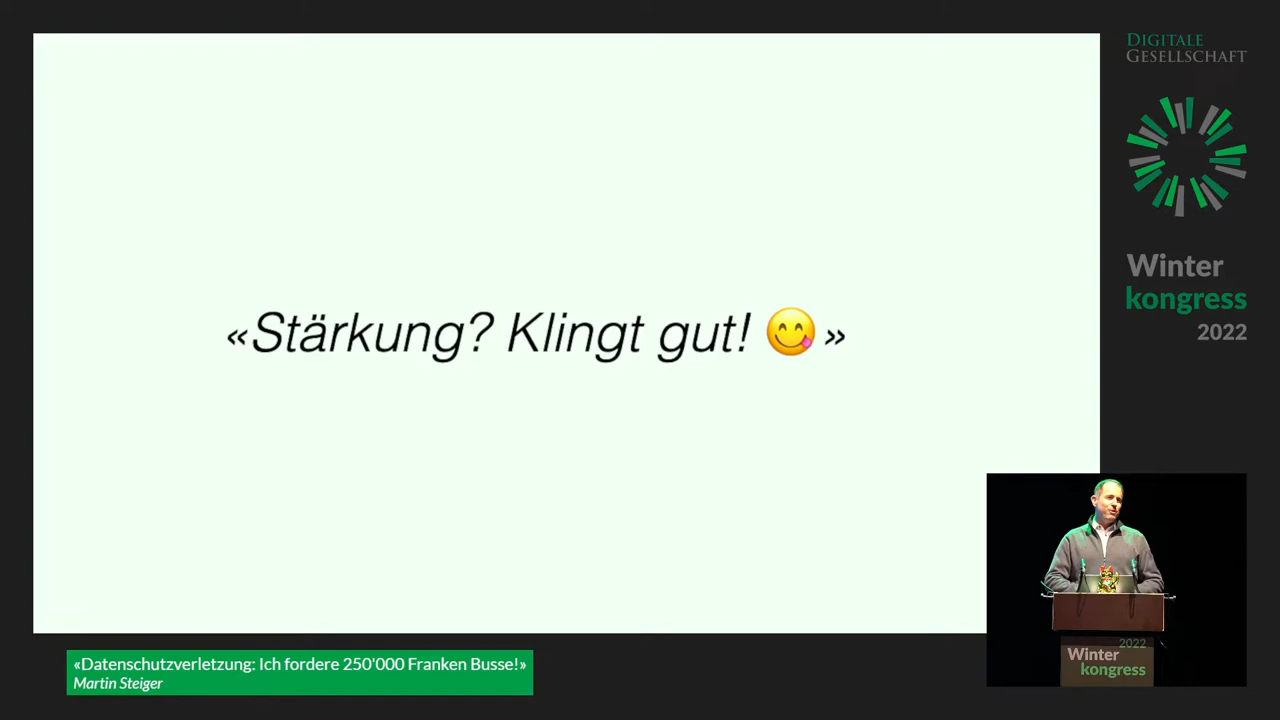 DIGITALE
GESELLSCHAFT
«Stärkung? Klingt gut! 😋»
Winter
kongress
2022
2022
Winter
kongress
«Datenschutzverletzung: Ich fordere 250'000 Franken Busse!»
Martin Steiger